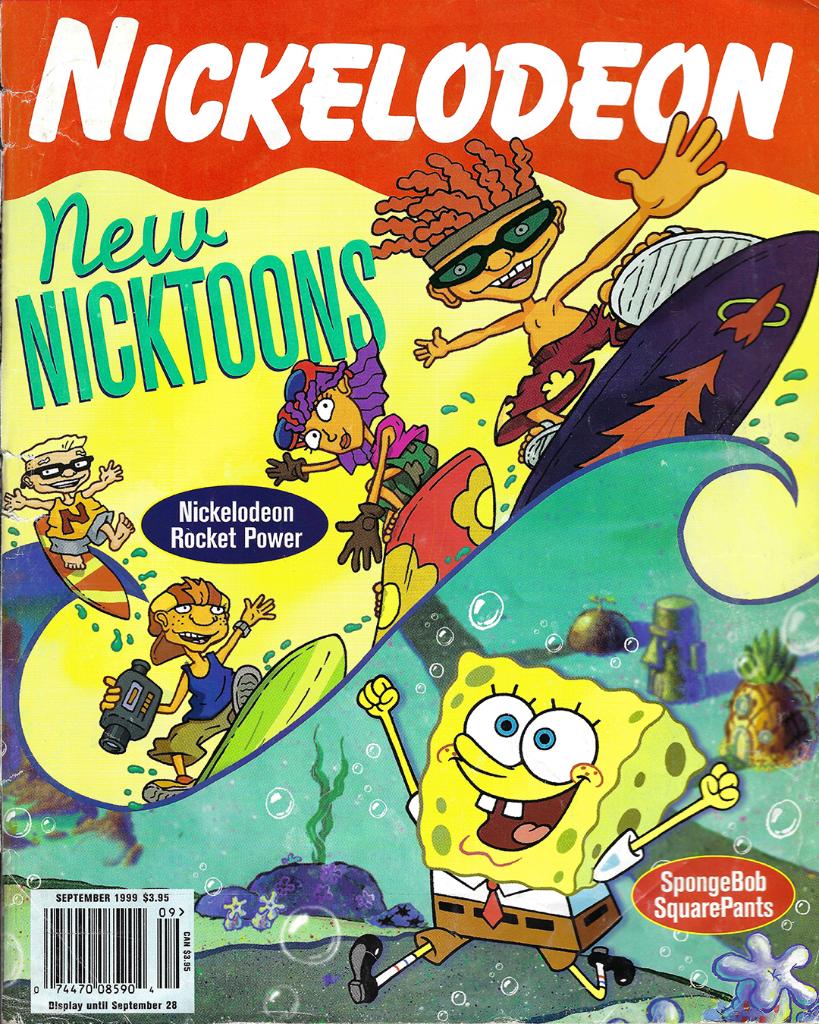 NICKELODEON
New
NICKTOONS
Nickelodeon
Rocket Power
N
SpongeBob
SquarePants
SEPTEMBER 1999 $3.95
09>
CAN $3.95
0 74470 08590 4
Display until September 28